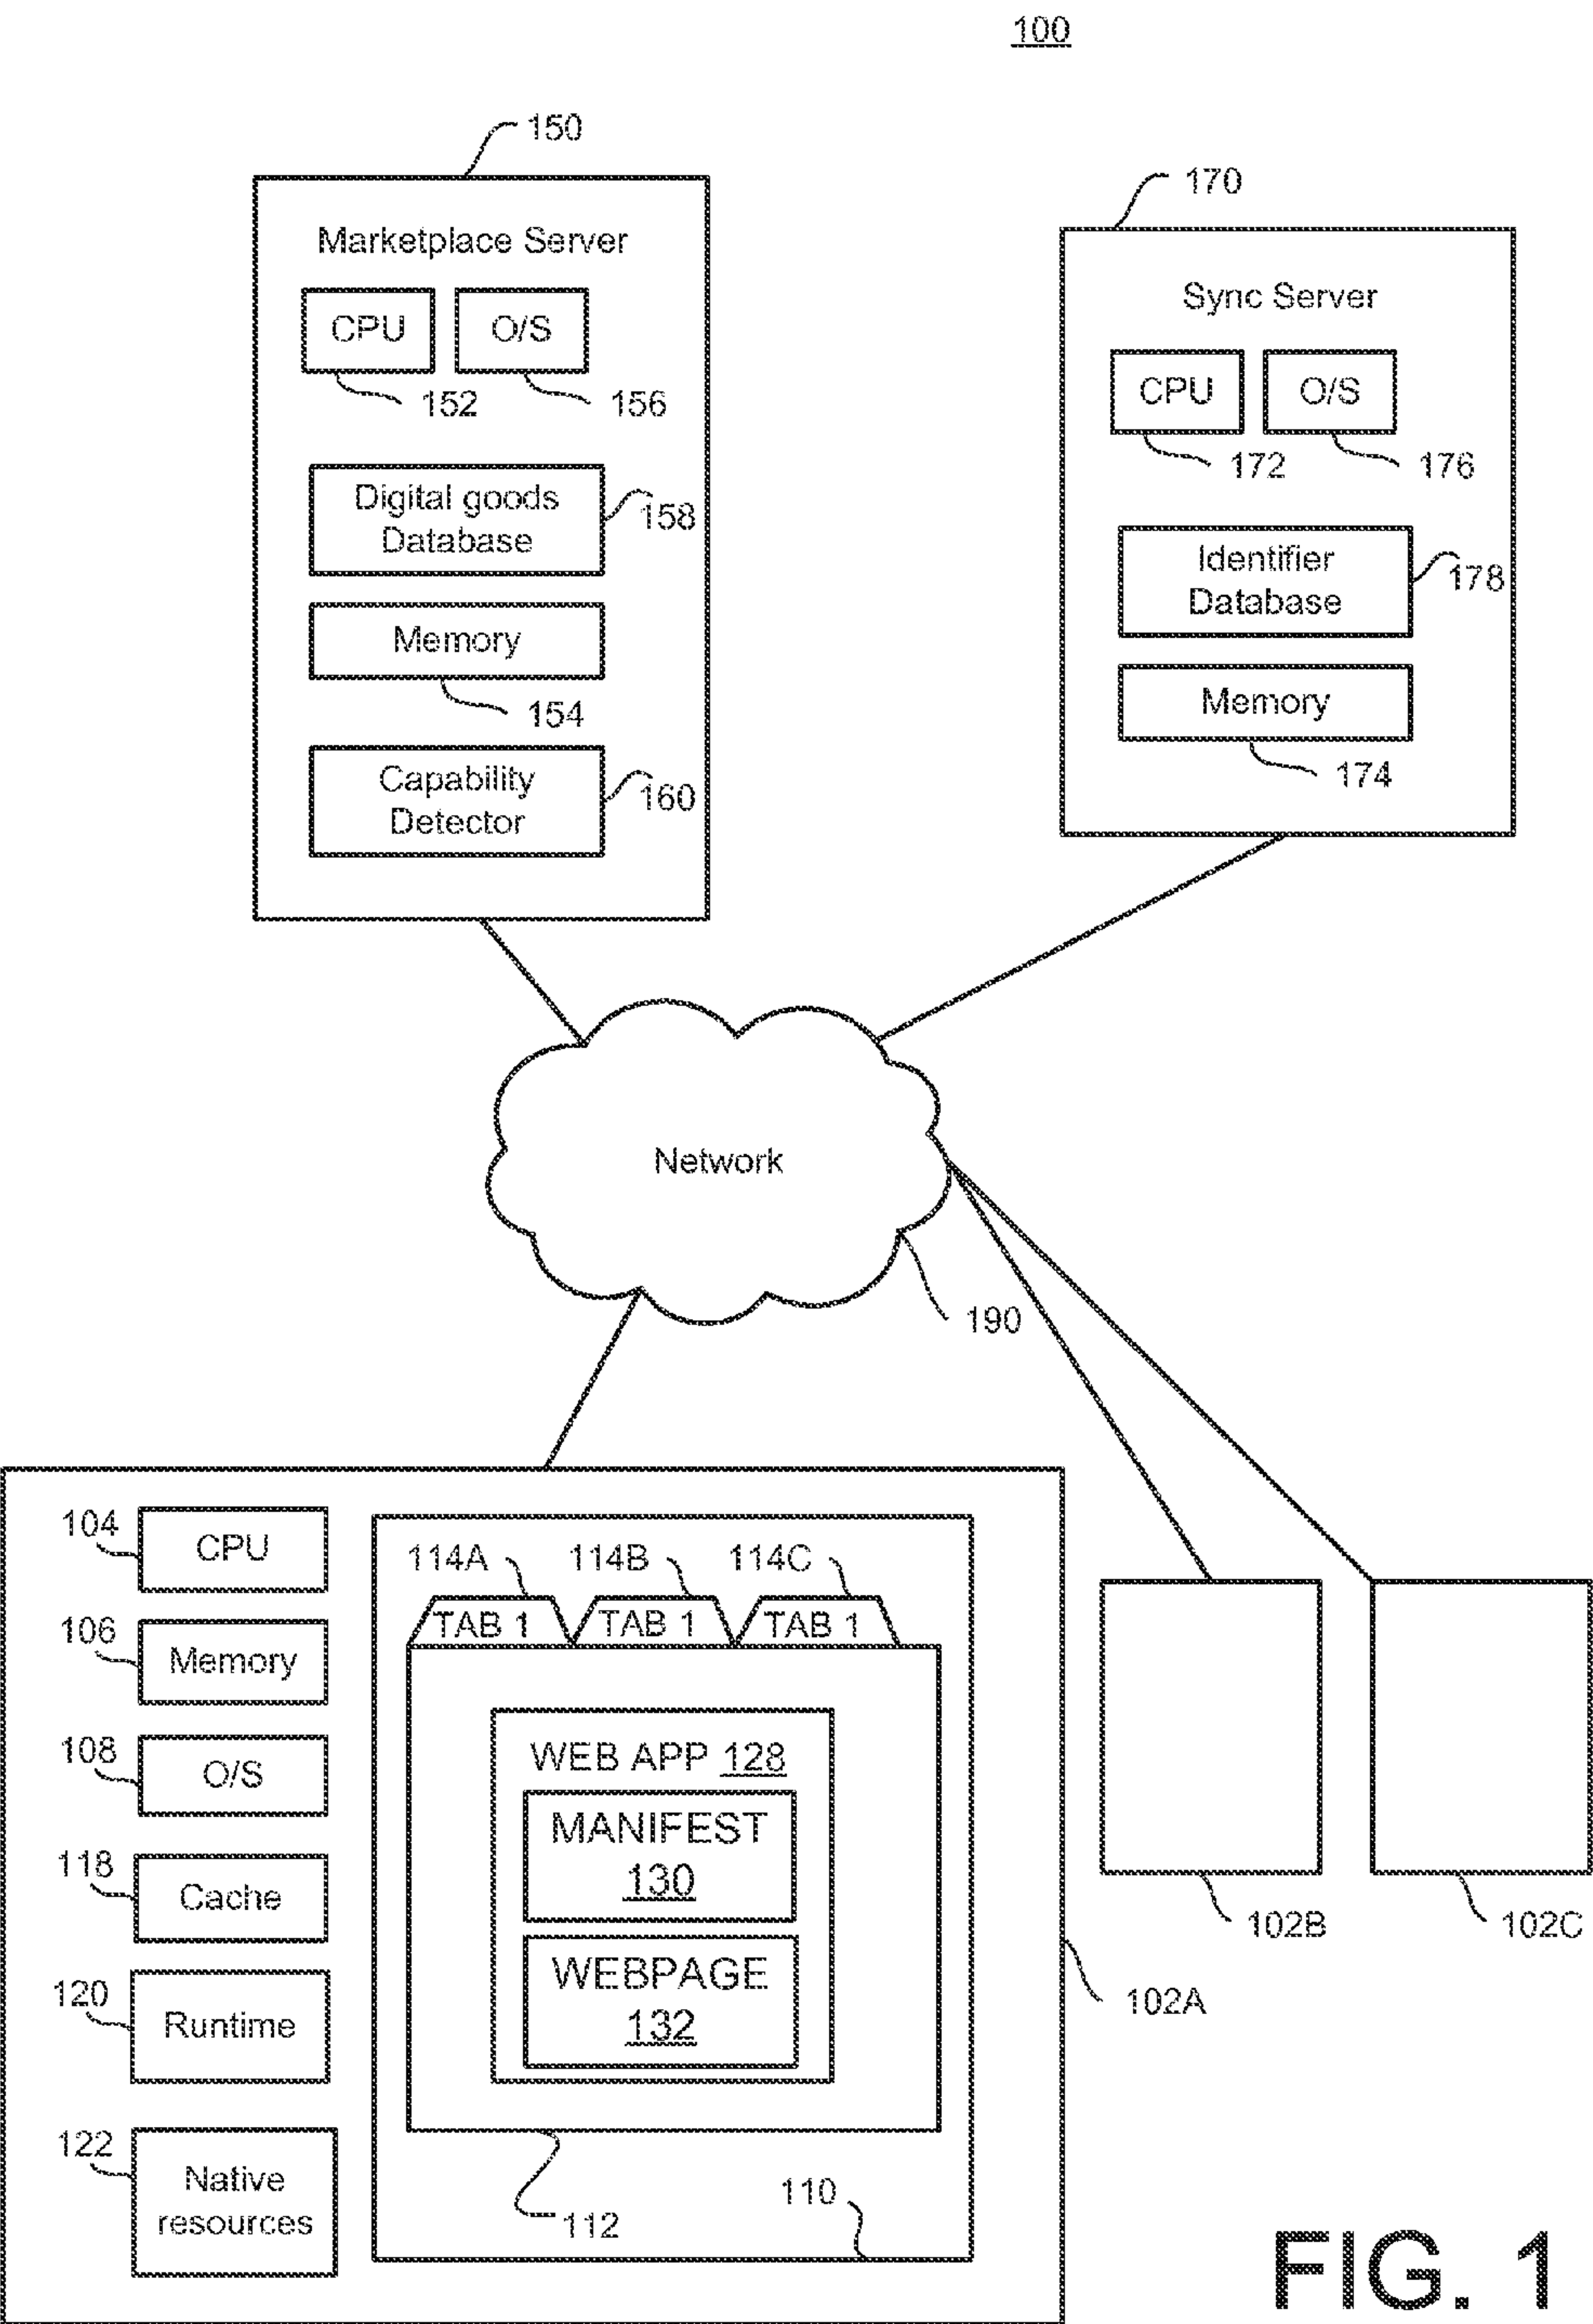 100
150
Marketplace Server
CPU
O/S
152
156
Digital goods
Database
158
Memory
154
Capability
Detector
160
170
Sync Server
CPU
O/S
172
176
Identifier
Database
178
Memory
174
Network
190
104
CPU
106
Memory
108
O/S
118
Cache
120
Runtime
122
Native
resources
114A
114B
114C
TAB 1
TAB 1
TAB 1
WEB APP 128
MANIFEST
130
WEBPAGE
132
112
110
102A
102B
102C
FIG. 1